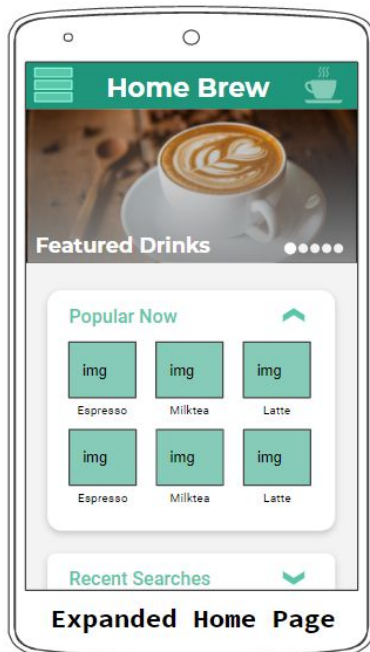 Home Brew
Featured Drinks
Popular Now
img img img
Espresso Milktea Latte
img img img
Espresso Milktea Latte
Recent Searches
Expanded Home Page